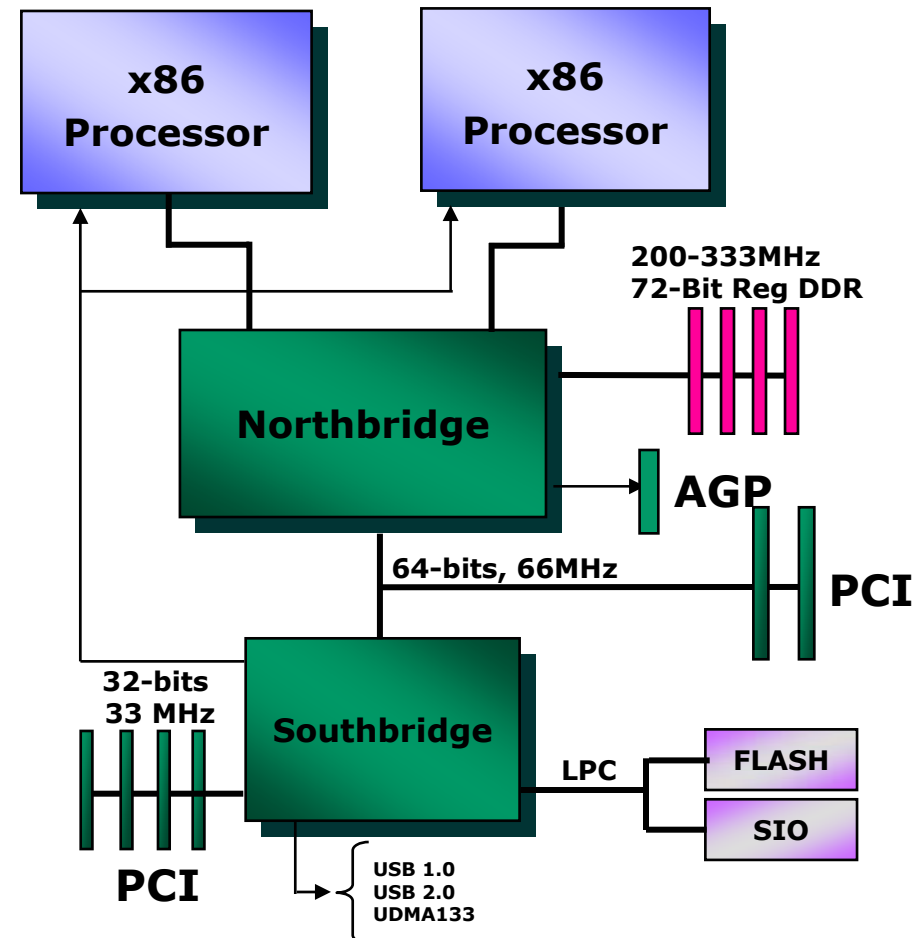 x86
Processor
x86
Processor
200-333MHz
72-Bit Reg DDR
Northbridge
AGP
64-bits, 66MHz
PCI
32-bits
33 MHz
Southbridge
LPC
FLASH
SIO
PCI
USB 1.0
USB 2.0
UDMA133